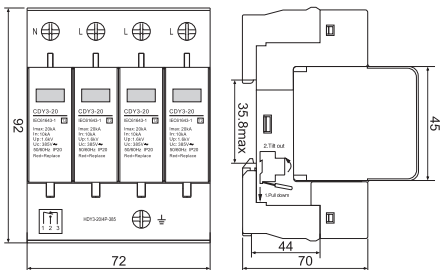 N L L L
CDY3-20
IEC61643-1
Imax: 20kA
In: 10kA
Up: 1.6kV
Uc: 385V~
50/60Hz IP20
Red=Replace
CDY3-20
IEC61643-1
Imax: 20kA
In: 10kA
Up: 1.6kV
Uc: 385V~
50/60Hz IP20
Red=Replace
CDY3-20
IEC61643-1
Imax: 20kA
In: 10kA
Up: 1.6kV
Uc: 385V~
50/60Hz IP20
Red=Replace
CDY3-20
IEC61643-1
Imax: 20kA
In: 10kA
Up: 1.6kV
Uc: 385V~
50/60Hz IP20
Red=Replace
1 2 3
HDY3-20/4P-385
92
72
35.8max
45
2.Tilt out
1.Pull down
44
70